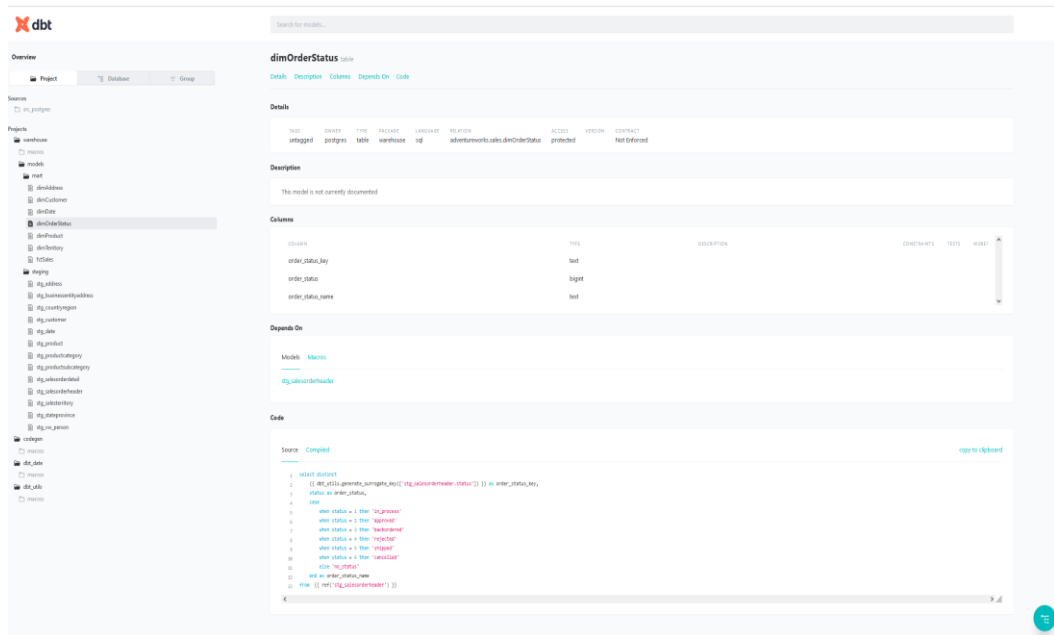 dbt
Search for models...
Overview
Project Database Group
Sources
src_postgres
Projects
warehouse
macros
models
mart
dimAddress
dimCustomer
dimDate
dimOrderStatus
dimProduct
dimTerritory
fctSales
staging
stg_address
stg_businessentityaddress
stg_countryregion
stg_customer
stg_date
stg_product
stg_productcategory
stg_productsubcategory
stg_salesorderdetail
stg_salesorderheader
stg_salesterritory
stg_stateprovince
stg_vw_person
codegen
macros
dbt_date
macros
dbt_utils
macros
dimOrderStatus table
Details Description Columns Depends On Code
Details
TAGS OWNER TYPE PACKAGE LANGUAGE RELATION ACCESS VERSION CONTRACT
untagged postgres table warehouse sql adventureworks.sales.dimOrderStatus protected Not Enforced
Description
This model is not currently documented
Columns
COLUMN TYPE DESCRIPTION CONSTRAINTS TESTS MORE?
order_status_key text
order_status bigint
order_status_name text
Depends On
Models Macros
stg_salesorderheader
Code
Source Compiled copy to clipboard
1 select distinct
2 {{ dbt_utils.generate_surrogate_key(['stg_salesorderheader.status']) }} as order_status_key,
3 status as order_status,
4 case
5 when status = 1 then 'in_process'
6 when status = 2 then 'approved'
7 when status = 3 then 'backordered'
8 when status = 4 then 'rejected'
9 when status = 5 then 'shipped'
10 when status = 6 then 'cancelled'
11 else 'no_status'
12 end as order_status_name
13 from {{ ref('stg_salesorderheader') }}